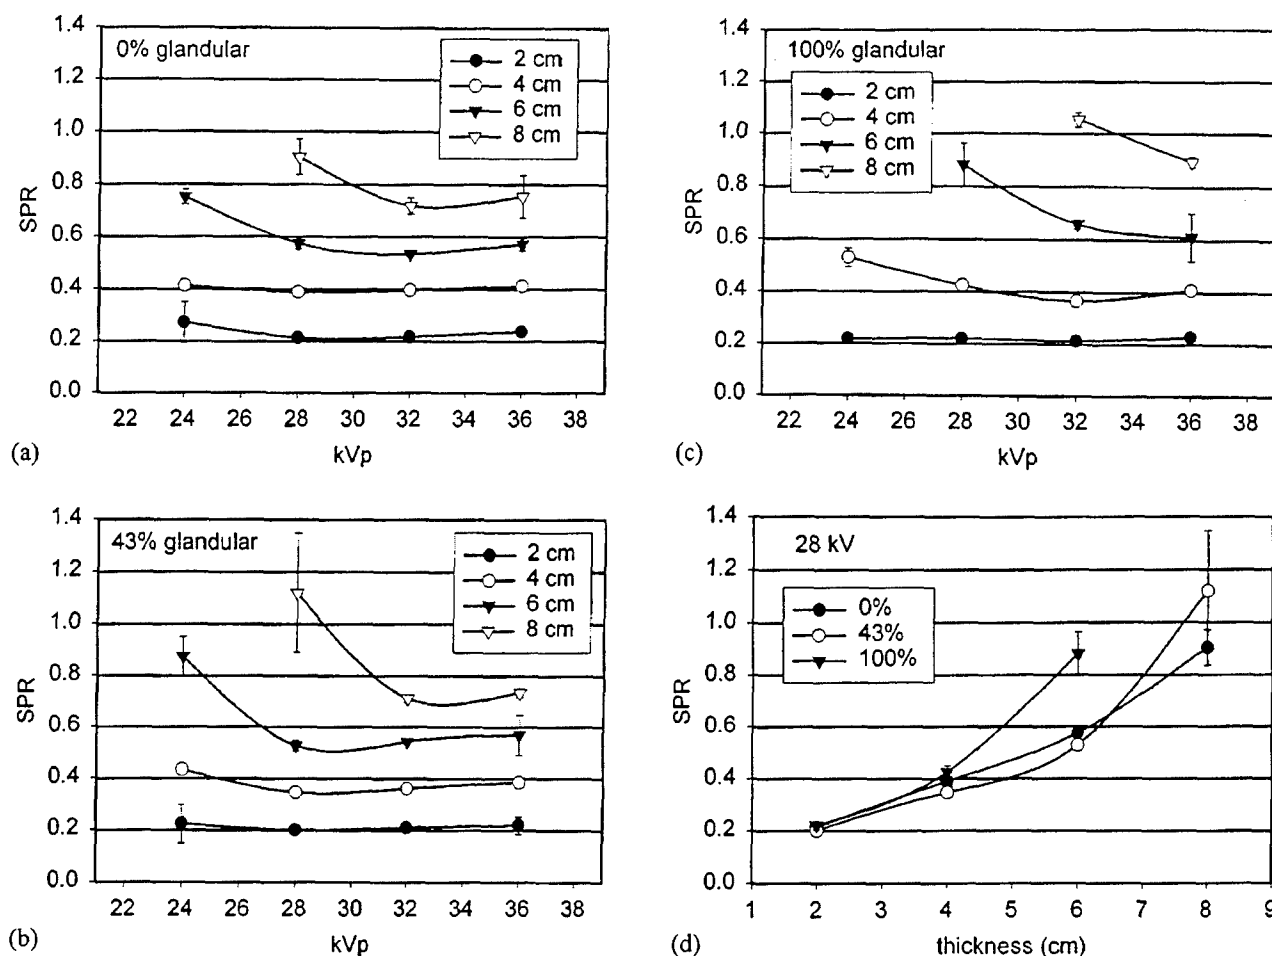 0% glandular
2 cm
4 cm
6 cm
8 cm
SPR
1.4
1.2
1.0
0.8
0.6
0.4
0.2
0.0
22 24 26 28 30 32 34 36 38
kVp
(a)
100% glandular
2 cm
4 cm
6 cm
8 cm
SPR
1.4
1.2
1.0
0.8
0.6
0.4
0.2
0.0
22 24 26 28 30 32 34 36 38
kVp
(c)
43% glandular
2 cm
4 cm
6 cm
8 cm
SPR
1.4
1.2
1.0
0.8
0.6
0.4
0.2
0.0
22 24 26 28 30 32 34 36 38
kVp
(b)
28 kV
0%
43%
100%
SPR
1.4
1.2
1.0
0.8
0.6
0.4
0.2
0.0
1 2 3 4 5 6 7 8 9
thickness (cm)
(d)